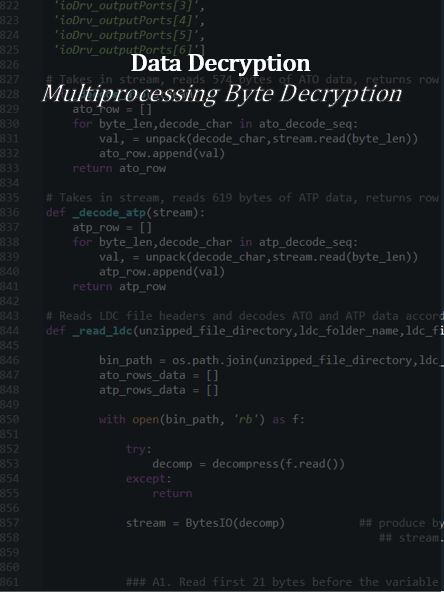 822 'ioDrv_outputPorts[3]',
823 'ioDrv_outputPorts[4]',
824 'ioDrv_outputPorts[5]',
825 'ioDrv_outputPorts[6]']
826
Data Decryption
827 # Takes in stream, reads 574 bytes of ATO data, returns row
828
Multiprocessing Byte Decryption
829 ato_row = []
830 for byte_len,decode_char in ato_decode_seq:
831 val, = unpack(decode_char,stream.read(byte_len))
832 ato_row.append(val)
833 return ato_row
834
835 # Takes in stream, reads 619 bytes of ATP data, returns row
836 def _decode_atp(stream):
837 atp_row = []
838 for byte_len,decode_char in atp_decode_seq:
839 val, = unpack(decode_char,stream.read(byte_len))
840 atp_row.append(val)
841 return atp_row
842
843 # Reads LDC file headers and decodes ATO and ATP data accord
844 def _read_ldc(unzipped_file_directory,ldc_folder_name,ldc_fi
845
846 bin_path = os.path.join(unzipped_file_directory,ldc_
847 ato_rows_data = []
848 atp_rows_data = []
849
850 with open(bin_path, 'rb') as f:
851
852 try:
853 decomp = decompress(f.read())
854 except:
855 return
856
857 stream = BytesIO(decomp) ## produce by
858 ## stream.
859
860
861 ### A1. Read first 21 bytes before the variable